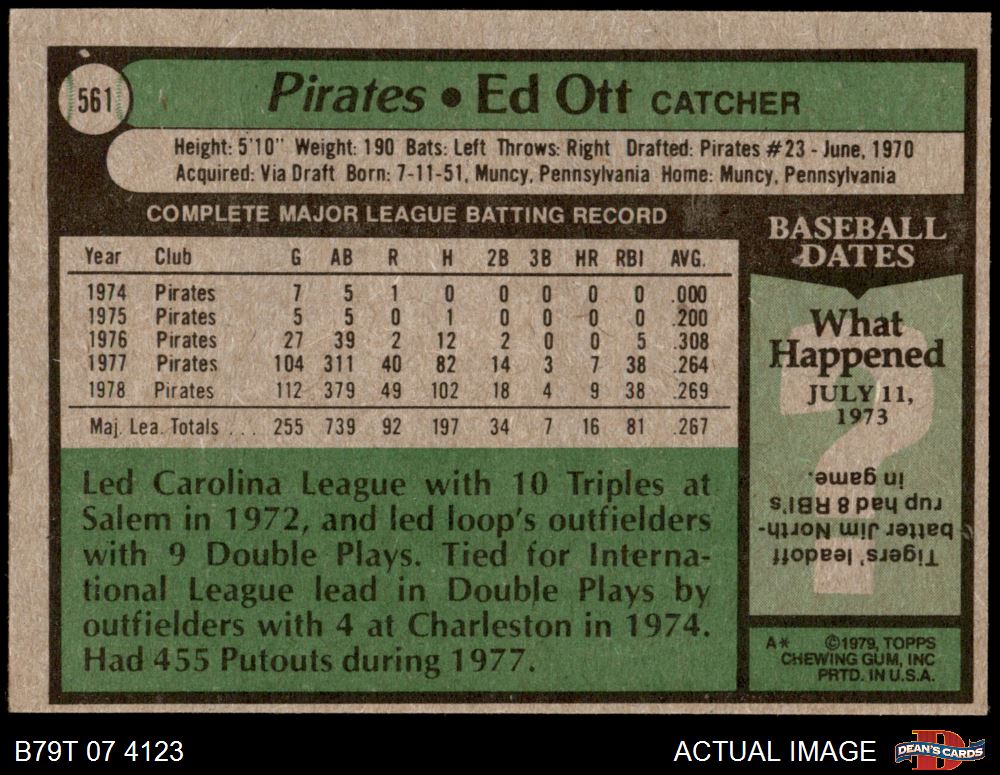 561
Pirates • Ed Ott CATCHER
Height: 5'10" Weight: 190 Bats: Left Throws: Right Drafted: Pirates #23 - June, 1970
Acquired: Via Draft Born: 7-11-51, Muncy, Pennsylvania Home: Muncy, Pennsylvania
COMPLETE MAJOR LEAGUE BATTING RECORD
Year Club G AB R H 2B 3B HR RBI AVG.
1974 Pirates 7 5 1 0 0 0 0 0 .000
1975 Pirates 5 5 0 1 0 0 0 0 .200
1976 Pirates 27 39 2 12 2 0 0 5 .308
1977 Pirates 104 311 40 82 14 3 7 38 .264
1978 Pirates 112 379 49 102 18 4 9 38 .269
Maj. Lea. Totals ... 255 739 92 197 34 7 16 81 .267
Led Carolina League with 10 Triples at
Salem in 1972, and led loop's outfielders
with 9 Double Plays. Tied for Interna-
tional League lead in Double Plays by
outfielders with 4 at Charleston in 1974.
Had 455 Putouts during 1977.
BASEBALL
DATES
What
Happened
JULY 11,
1973
Tigers' leadoff
batter Jim North-
rup had 8 RBI's
in game.
A* ©1979, TOPPS
CHEWING GUM, INC
PRTD. IN U.S.A.
B79T 07 4123
ACTUAL IMAGE
D
DEAN'S CARDS